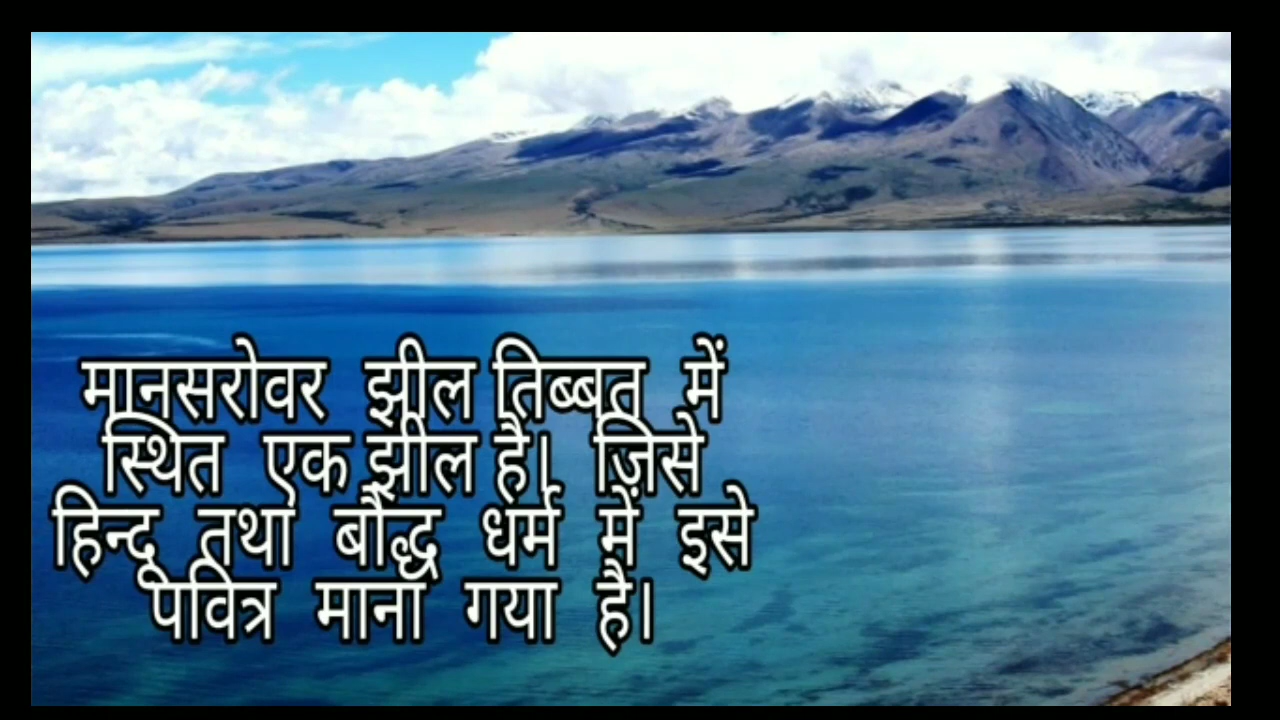 मानसरोवर झील तिब्बत में
स्थित एक झील है। जिसे
हिन्दू तथा बौद्ध धर्म में इसे
पवित्र माना गया है।